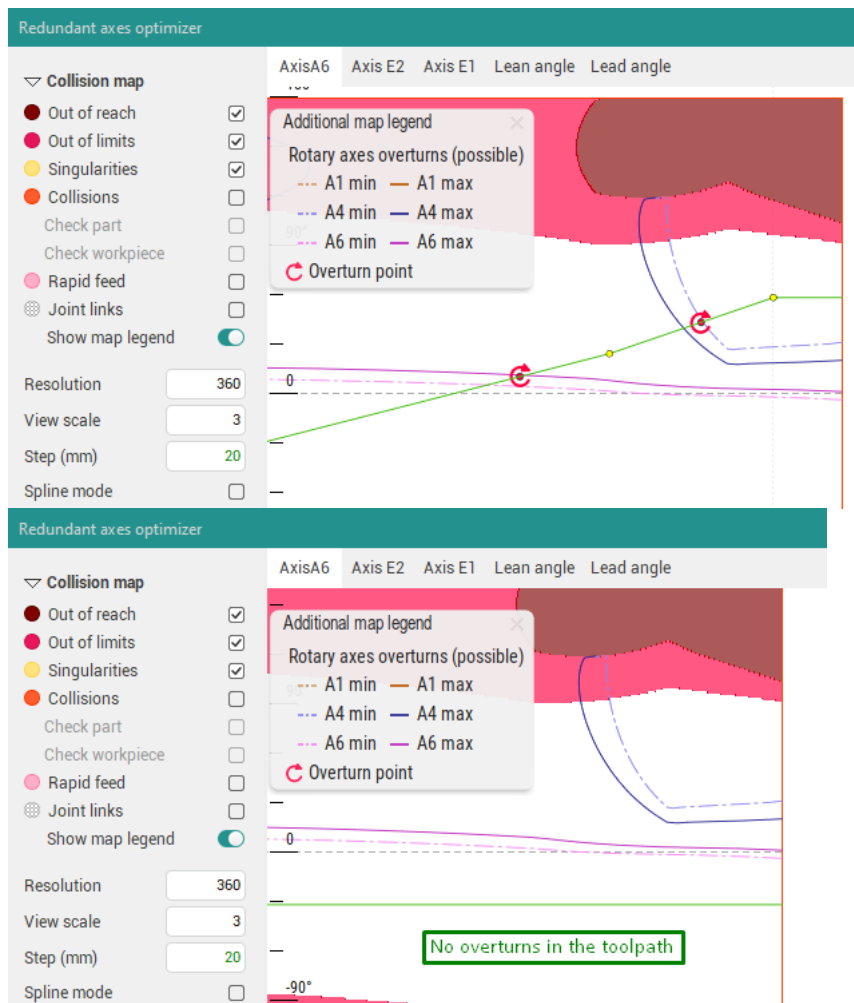 Redundant axes optimizer
Collision map
Out of reach
Out of limits
Singularities
Collisions
Check part
Check workpiece
Rapid feed
Joint links
Show map legend
Resolution 360
View scale 3
Step (mm) 20
Spline mode
AxisA6 Axis E2 Axis E1 Lean angle Lead angle
Additional map legend
Rotary axes overturns (possible)
A1 min A1 max
A4 min A4 max
90°
A6 min A6 max
Overturn point
0
Redundant axes optimizer
Collision map
Out of reach
Out of limits
Singularities
Collisions
Check part
Check workpiece
Rapid feed
Joint links
Show map legend
Resolution 360
View scale 3
Step (mm) 20
Spline mode
AxisA6 Axis E2 Axis E1 Lean angle Lead angle
Additional map legend
Rotary axes overturns (possible)
90°
A1 min A1 max
A4 min A4 max
A6 min A6 max
Overturn point
0
No overturns in the toolpath
-90°